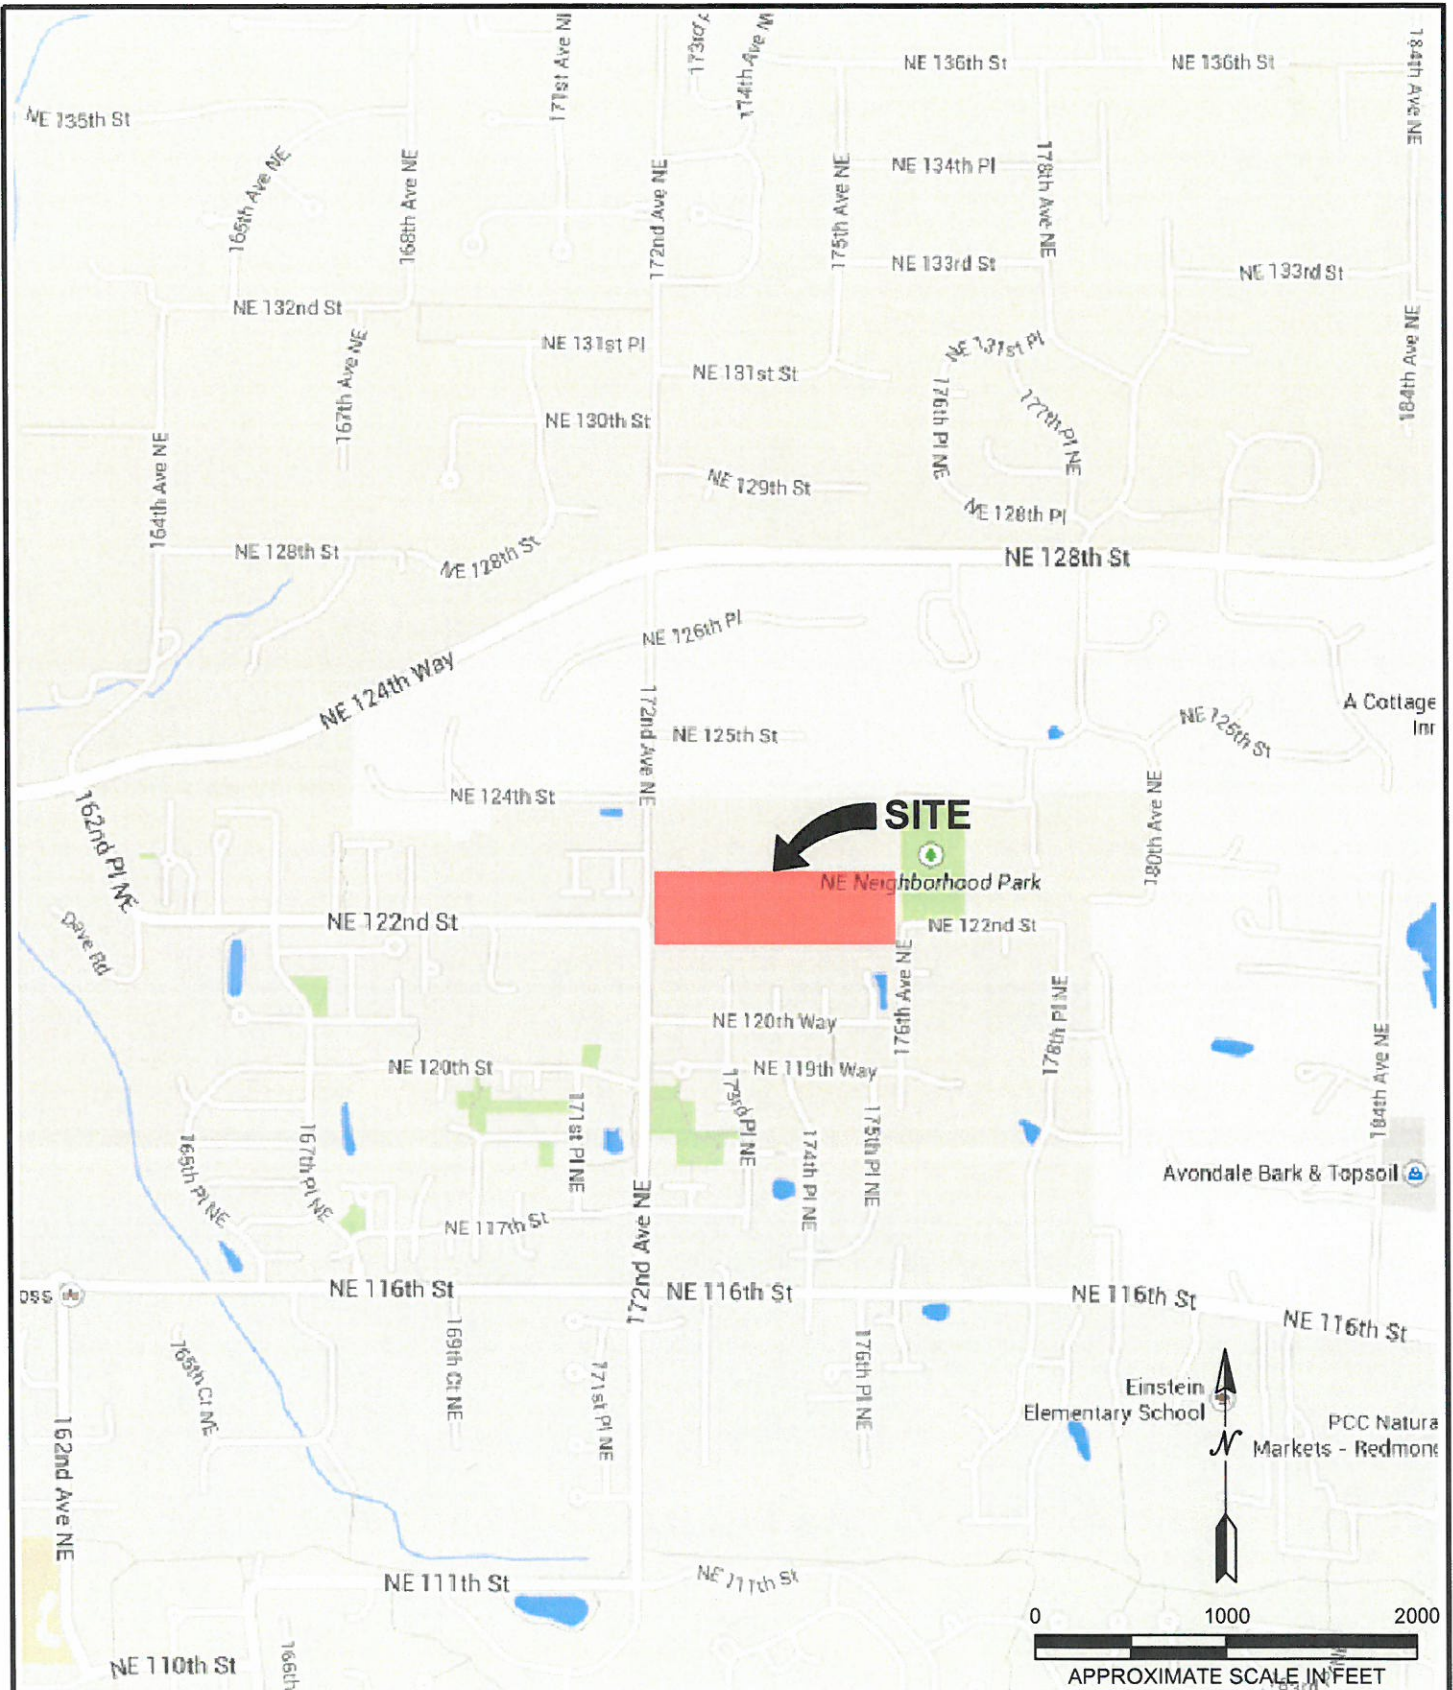 171st Ave N
174th Ave N
NE 136th St
NE 136th St
184th Ave NE
NE 135th St
165th Ave NE
168th Ave NE
172nd Ave NE
175th Ave NE
NE 134th Pl
178th Ave NE
NE 133rd St
NE 133rd St
NE 132nd St
167th Ave NE
NE 131st Pl
NE 131st St
NE 131st Pl
184th Ave NE
NE 130th St
176th Pl NE
177th Pl NE
164th Ave NE
NE 129th St
NE 128th Pl
NE 128th St
NE 128th St
NE 128th St
NE 126th Pl
NE 124th Way
172nd Ave NE
NE 125th St
NE 125th St
A Cottage
Inn
NE 124th St
162nd Pl NE
SITE
180th Ave NE
NE Neighborhood Park
NE 122nd St
NE 122nd St
Dave Rd
176th Ave NE
178th Pl NE
NE 120th Way
184th Ave NE
NE 120th St
NE 119th Way
173rd Pl NE
171st Pl NE
175th Pl NE
174th Pl NE
165th Pl NE
167th Pl NE
Avondale Bark & Topsoil
NE 117th St
172nd Ave NE
oss
NE 116th St
NE 116th St
NE 116th St
NE 116th St
165th Ct NE
169th Ct NE
171st Pl NE
176th Pl NE
Einstein
Elementary School
PCC Natura
Markets - Redmon
N
162nd Ave NE
NE 111th St
NE 111th St
0 1000 2000
APPROXIMATE SCALE IN FEET
NE 110th St
166th